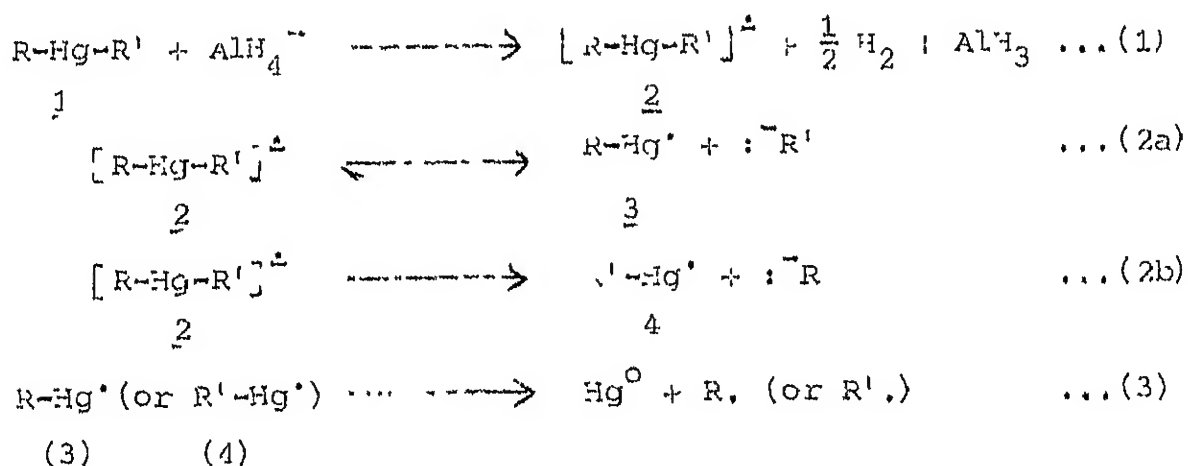 R-Hg-R' + AlH₄⁻ ------> [R-Hg-R']⁻• + 1/2 H₂ + AlH₃ ...(1)
1 2
[R-Hg-R']⁻• <-----> R-Hg• + :⁻R' ...(2a)
2 3
[R-Hg-R']⁻• ------> '-Hg• + :⁻R ...(2b)
2 4
R-Hg• (or R'-Hg•) ------> Hg⁰ + R. (or R'.) ...(3)
(3) (4)